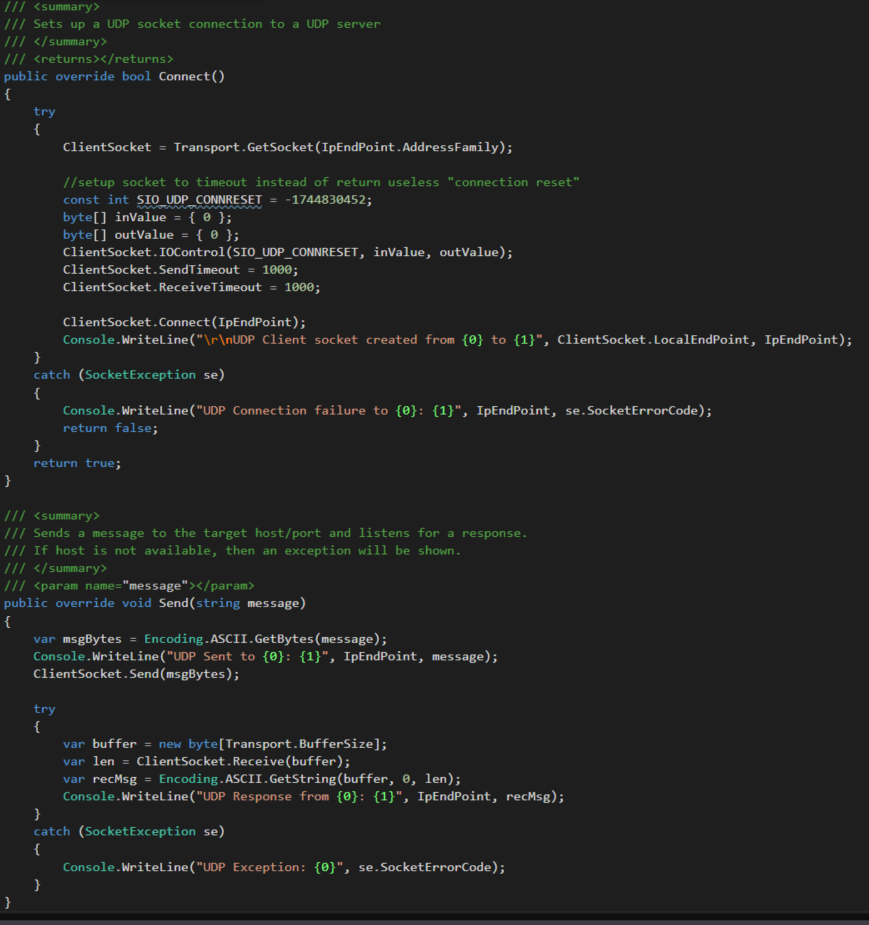 /// <summary>
/// Sets up a UDP socket connection to a UDP server
/// </summary>
/// <returns></returns>
public override bool Connect()
{
    try
    {
        ClientSocket = Transport.GetSocket(IpEndPoint.AddressFamily);

        //setup socket to timeout instead of return useless "connection reset"
        const int SIO_UDP_CONNRESET = -1744830452;
        byte[] inValue = { 0 };
        byte[] outValue = { 0 };
        ClientSocket.IOControl(SIO_UDP_CONNRESET, inValue, outValue);
        ClientSocket.SendTimeout = 1000;
        ClientSocket.ReceiveTimeout = 1000;

        ClientSocket.Connect(IpEndPoint);
        Console.WriteLine("\r\nUDP Client socket created from {0} to {1}", ClientSocket.LocalEndPoint, IpEndPoint);
    }
    catch (SocketException se)
    {
        Console.WriteLine("UDP Connection failure to {0}: {1}", IpEndPoint, se.SocketErrorCode);
        return false;
    }
    return true;
}

/// <summary>
/// Sends a message to the target host/port and listens for a response.
/// If host is not available, then an exception will be shown.
/// </summary>
/// <param name="message"></param>
public override void Send(string message)
{
    var msgBytes = Encoding.ASCII.GetBytes(message);
    Console.WriteLine("UDP Sent to {0}: {1}", IpEndPoint, message);
    ClientSocket.Send(msgBytes);

    try
    {
        var buffer = new byte[Transport.BufferSize];
        var len = ClientSocket.Receive(buffer);
        var recMsg = Encoding.ASCII.GetString(buffer, 0, len);
        Console.WriteLine("UDP Response from {0}: {1}", IpEndPoint, recMsg);
    }
    catch (SocketException se)
    {
        Console.WriteLine("UDP Exception: {0}", se.SocketErrorCode);
    }
}